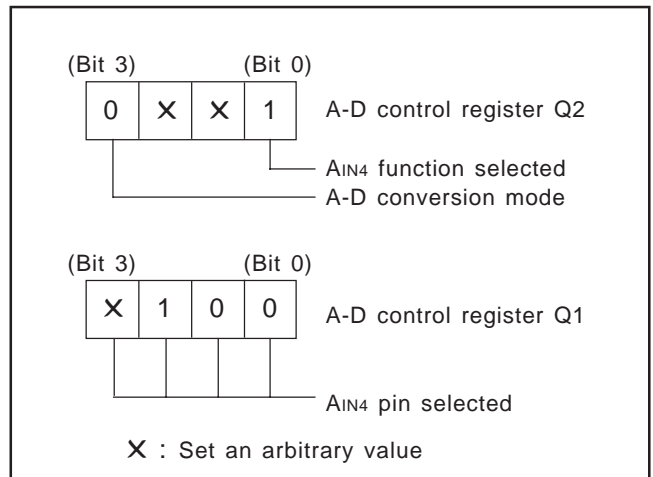 (Bit 3) (Bit 0)
0 ✕ ✕ 1 A-D control register Q2
AIN4 function selected
A-D conversion mode
(Bit 3) (Bit 0)
✕ 1 0 0 A-D control register Q1
AIN4 pin selected
✕ : Set an arbitrary value